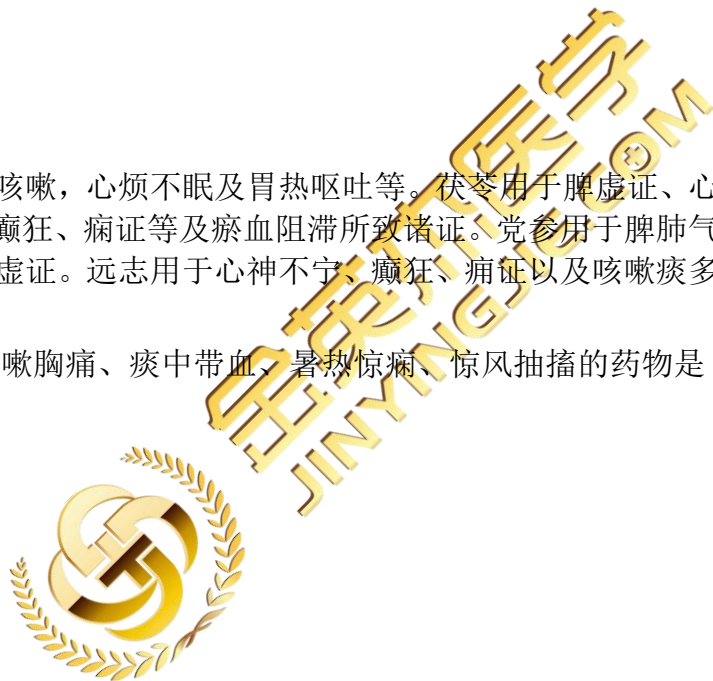 咳嗽，心烦不眠及胃热呕吐等。茯苓用于脾虚证、心
癫狂、痫证等及瘀血阻滞所致诸证。党参用于脾肺气
虚证。远志用于心神不宁、癫狂、痫证以及咳嗽痰多
嗽胸痛、痰中带血、暑热惊痫、惊风抽搐的药物是
金英杰医学
JINYINGJIE.COM